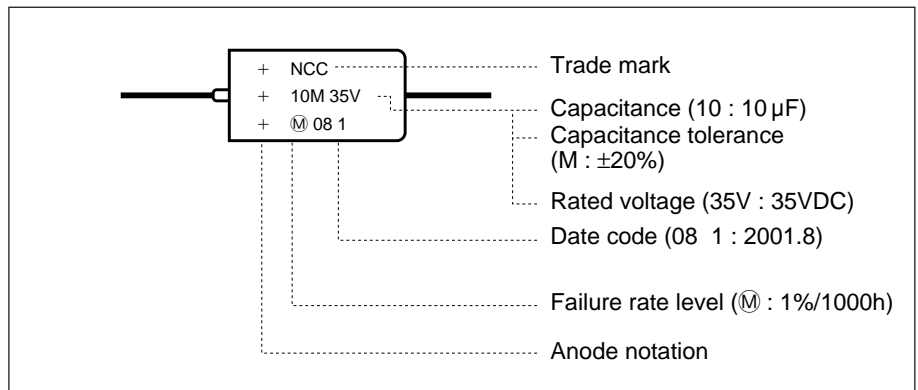 + NCC
+ 10M 35V
+ Ⓜ 08 1
Trade mark
Capacitance (10 : 10 µF)
Capacitance tolerance
(M : ±20%)
Rated voltage (35V : 35VDC)
Date code (08 1 : 2001.8)
Failure rate level (Ⓜ : 1%/1000h)
Anode notation